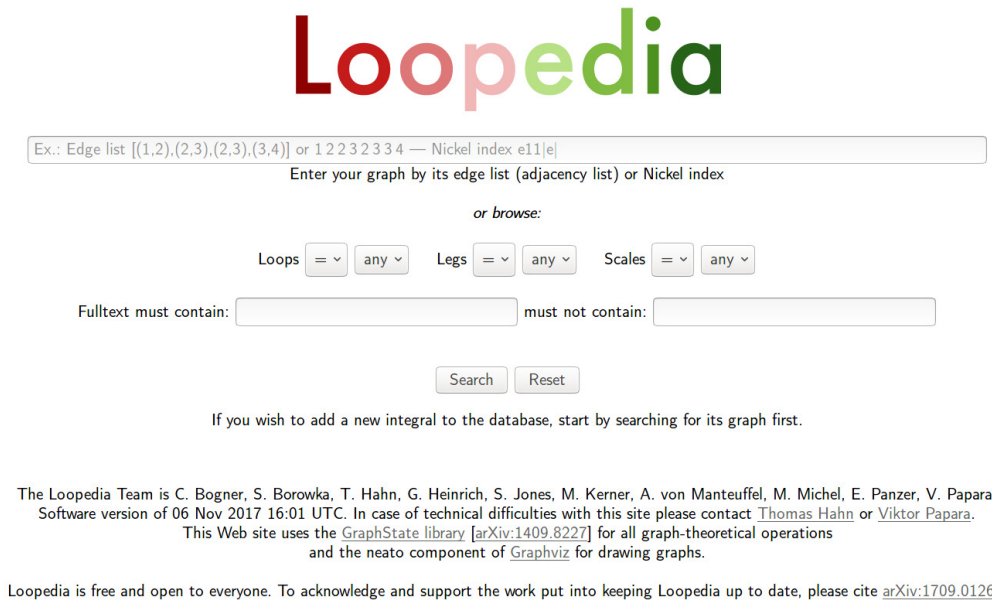 Loopedia
Ex.: Edge list [(1,2),(2,3),(2,3),(3,4)] or 1 2 2 3 2 3 3 4 — Nickel index e11|e|
Enter your graph by its edge list (adjacency list) or Nickel index
or browse:
Loops = any Legs = any Scales = any
Fulltext must contain: must not contain:
Search Reset
If you wish to add a new integral to the database, start by searching for its graph first.
The Loopedia Team is C. Bogner, S. Borowka, T. Hahn, G. Heinrich, S. Jones, M. Kerner, A. von Manteuffel, M. Michel, E. Panzer, V. Papara
Software version of 06 Nov 2017 16:01 UTC. In case of technical difficulties with this site please contact Thomas Hahn or Viktor Papara.
This Web site uses the GraphState library [arXiv:1409.8227] for all graph-theoretical operations
and the neato component of Graphviz for drawing graphs.
Loopedia is free and open to everyone. To acknowledge and support the work put into keeping Loopedia up to date, please cite arXiv:1709.0126